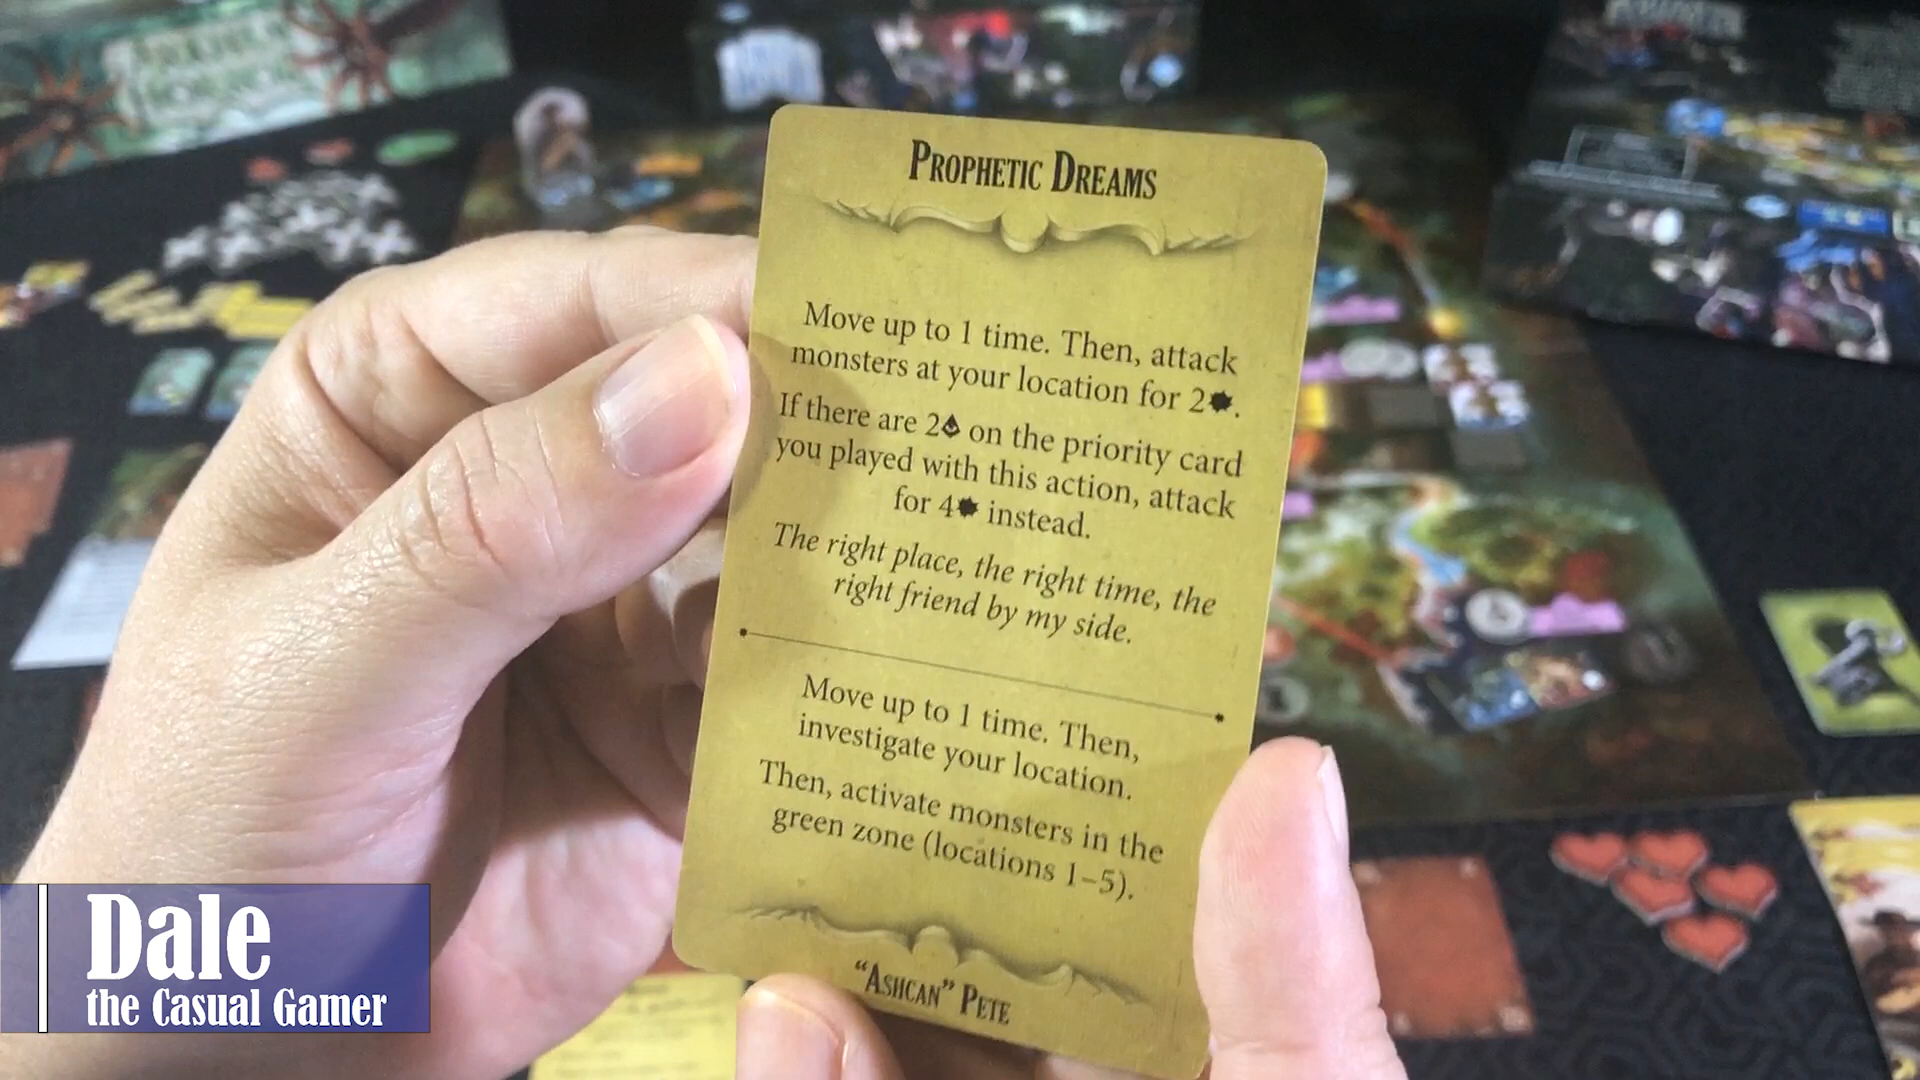 PROPHETIC DREAMS
Move up to 1 time. Then, attack
monsters at your location for 2.
If there are 2 on the priority card
you played with this action, attack
for 4 instead.
The right place, the right time, the
right friend by my side.
Move up to 1 time. Then,
investigate your location.
Then, activate monsters in the
green zone (locations 1–5).
“ASHCAN” PETE
Dale
the Casual Gamer